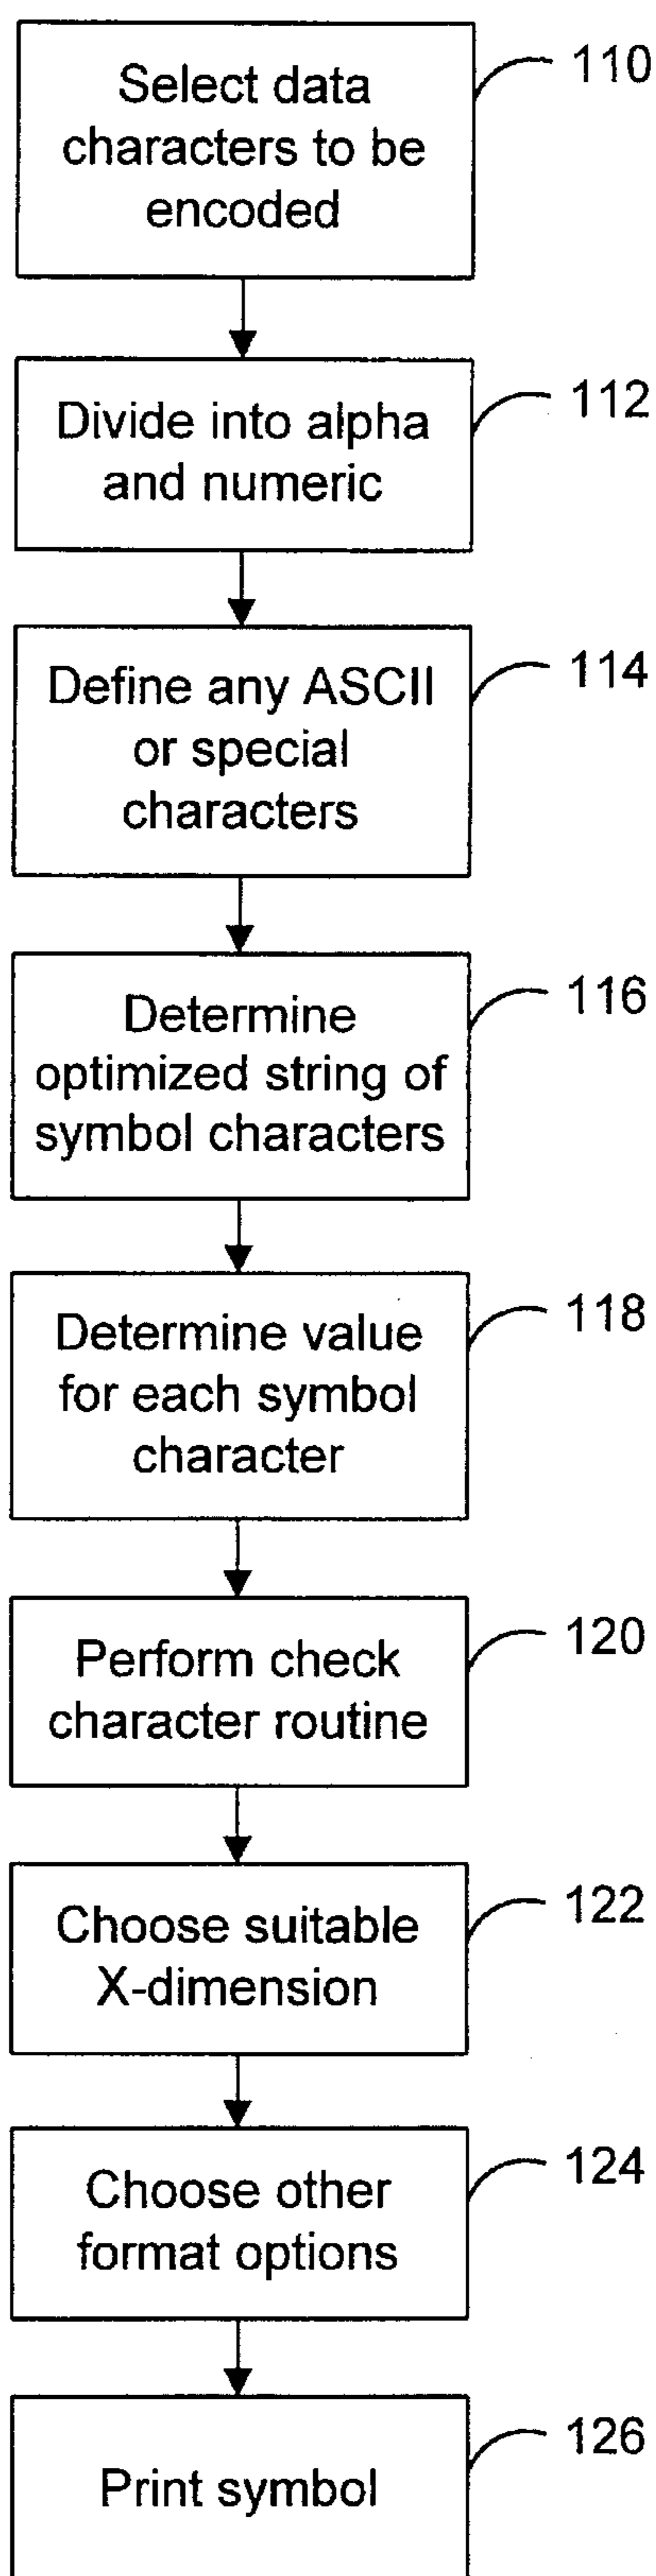 Select data
characters to be
encoded
110
Divide into alpha
and numeric
112
Define any ASCII
or special
characters
114
Determine
optimized string of
symbol characters
116
Determine value
for each symbol
character
118
Perform check
character routine
120
Choose suitable
X-dimension
122
Choose other
format options
124
Print symbol
126